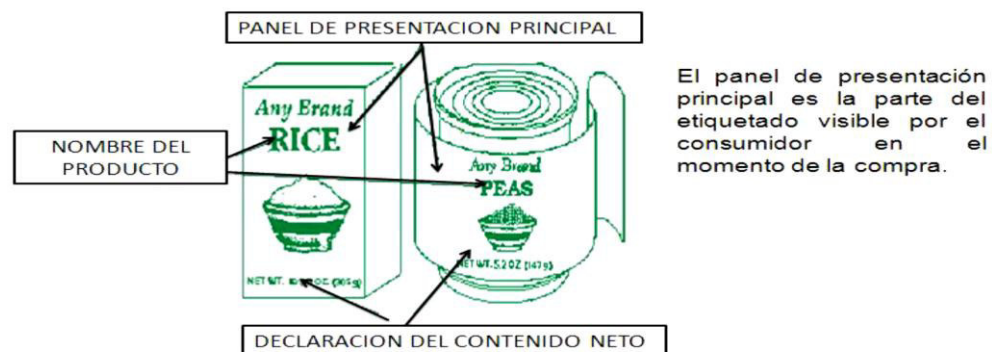 PANEL DE PRESENTACION PRINCIPAL
El panel de presentación
principal es la parte del
etiquetado visible por el
consumidor en el
momento de la compra.
NOMBRE DEL
PRODUCTO
Any Brand
RICE
NET WT.
Any Brand
PEAS
NET WT. 5.2 OZ (147g)
DECLARACION DEL CONTENIDO NETO